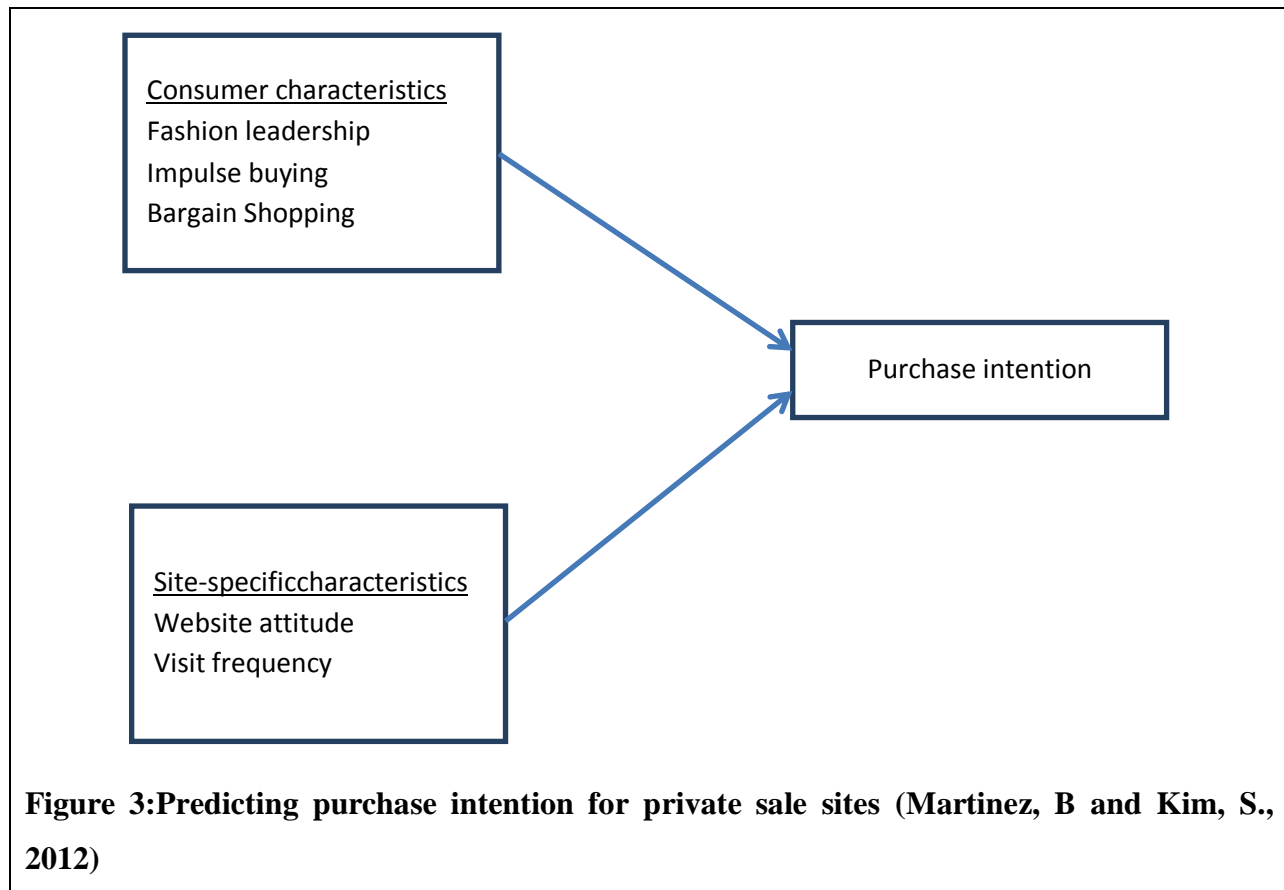 Consumer characteristics
Fashion leadership
Impulse buying
Bargain Shopping
Purchase intention
Site-specificcharacteristics
Website attitude
Visit frequency
Figure 3:Predicting purchase intention for private sale sites (Martinez, B and Kim, S.,
2012)